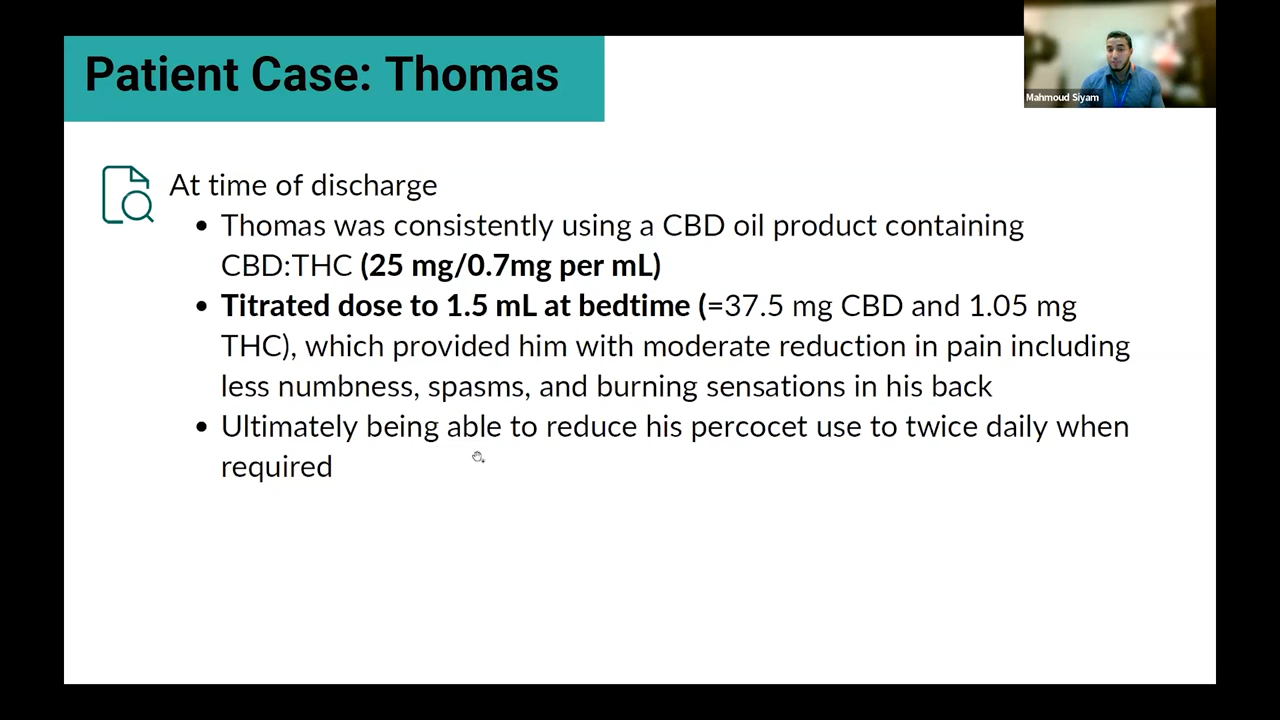 Patient Case: Thomas
Mahmoud Siyam
At time of discharge
• Thomas was consistently using a CBD oil product containing
CBD:THC (25 mg/0.7mg per mL)
• Titrated dose to 1.5 mL at bedtime (=37.5 mg CBD and 1.05 mg
THC), which provided him with moderate reduction in pain including
less numbness, spasms, and burning sensations in his back
• Ultimately being able to reduce his percocet use to twice daily when
required